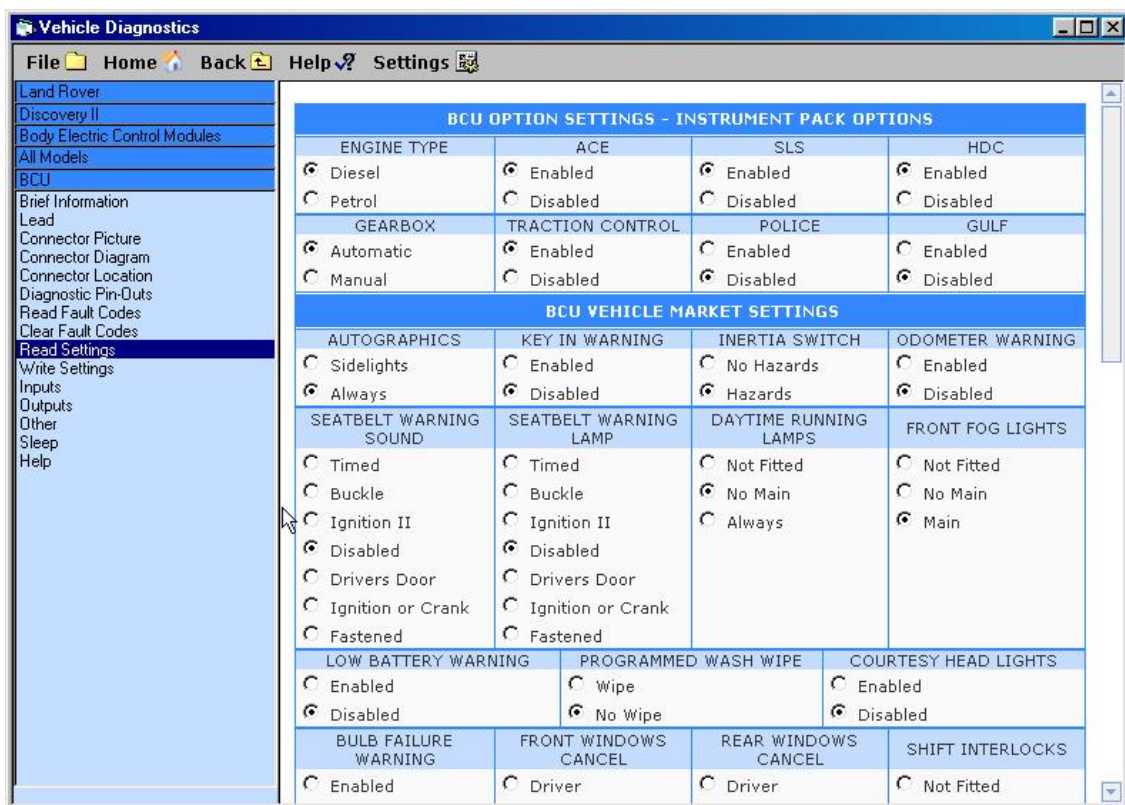 Vehicle Diagnostics
File Home Back Help Settings
Land Rover
Discovery II
Body Electric Control Modules
All Models
BCU
Brief Information
Lead
Connector Picture
Connector Diagram
Connector Location
Diagnostic Pin-Outs
Read Fault Codes
Clear Fault Codes
Read Settings
Write Settings
Inputs
Outputs
Other
Sleep
Help
BCU OPTION SETTINGS - INSTRUMENT PACK OPTIONS
ENGINE TYPE ACE SLS HDC
Diesel Enabled Enabled Enabled
Petrol Disabled Disabled Disabled
GEARBOX TRACTION CONTROL POLICE GULF
Automatic Enabled Enabled Enabled
Manual Disabled Disabled Disabled
BCU VEHICLE MARKET SETTINGS
AUTOGRAPHICS KEY IN WARNING INERTIA SWITCH ODOMETER WARNING
Sidelights Enabled No Hazards Enabled
Always Disabled Hazards Disabled
SEATBELT WARNING SOUND SEATBELT WARNING LAMP DAYTIME RUNNING LAMPS FRONT FOG LIGHTS
Timed Timed Not Fitted Not Fitted
Buckle Buckle No Main No Main
Ignition II Ignition II Always Main
Disabled Disabled
Drivers Door Drivers Door
Ignition or Crank Ignition or Crank
Fastened Fastened
LOW BATTERY WARNING PROGRAMMED WASH WIPE COURTESY HEAD LIGHTS
Enabled Wipe Enabled
Disabled No Wipe Disabled
BULB FAILURE WARNING FRONT WINDOWS CANCEL REAR WINDOWS CANCEL SHIFT INTERLOCKS
Enabled Driver Driver Not Fitted